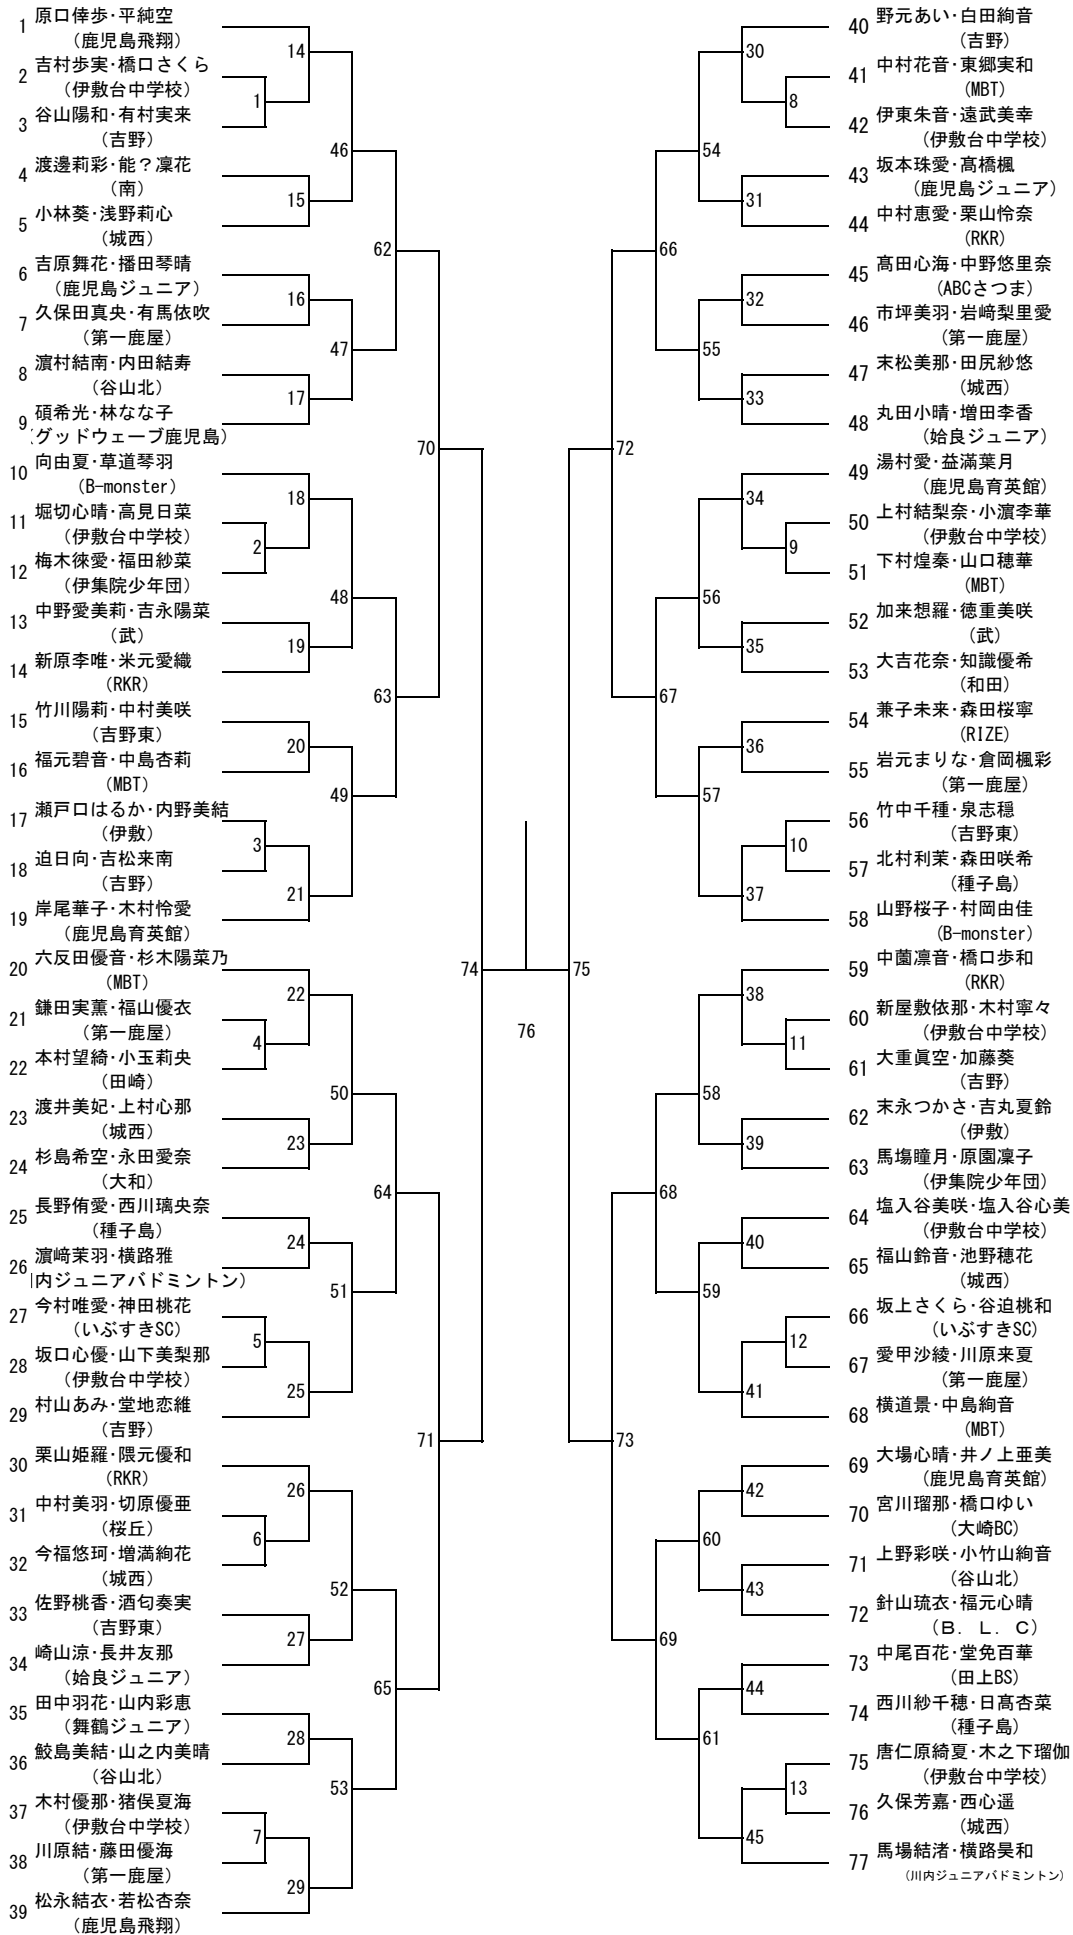 1 原口倖歩･平純空
（鹿児島飛翔）
2 吉村歩実･橋口さくら
（伊敷台中学校）
3 谷山陽和･有村実来
（吉野）
4 渡邊莉彩･能？凜花
（南）
5 小林葵･浅野莉心
（城西）
6 吉原舞花･播田琴晴
（鹿児島ジュニア）
7 久保田真央･有馬依吹
（第一鹿屋）
8 濵村結南･内田結寿
（谷山北）
9 碩希光･林なな子
（グッドウェーブ鹿児島）
10 向由夏･草道琴羽
（B-monster）
11 堀切心晴･高見日菜
（伊敷台中学校）
12 梅木徠愛･福田紗菜
（伊集院少年団）
13 中野愛美莉･吉永陽菜
（武）
14 新原李唯･米元愛織
（RKR）
15 竹川陽莉･中村美咲
（吉野東）
16 福元碧音･中島杏莉
（MBT）
17 瀬戸口はるか･内野美結
（伊敷）
18 迫日向･吉松来南
（吉野）
19 岸尾華子･木村怜愛
（鹿児島育英館）
20 六反田優音･杉木陽菜乃
（MBT）
21 鎌田実薫･福山優衣
（第一鹿屋）
22 本村望綺･小玉莉央
（田崎）
23 渡井美妃･上村心那
（城西）
24 杉島希空･永田愛奈
（大和）
25 長野侑愛･西川璃央奈
（種子島）
26 濵﨑茉羽･横路雅
内ジュニアバドミントン）
27 今村唯愛･神田桃花
（いぶすきSC）
28 坂口心優･山下美梨那
（伊敷台中学校）
29 村山あみ･堂地恋維
（吉野）
30 栗山姫羅･隈元優和
（RKR）
31 中村美羽･切原優亜
（桜丘）
32 今福悠珂･増満絢花
（城西）
33 佐野桃香･酒匂奏実
（吉野東）
34 崎山涼･長井友那
（姶良ジュニア）
35 田中羽花･山内彩恵
（舞鶴ジュニア）
36 鮫島美結･山之内美晴
（谷山北）
37 木村優那･猪俣夏海
（伊敷台中学校）
38 川原結･藤田優海
（第一鹿屋）
39 松永結衣･若松杏奈
（鹿児島飛翔）
1
2
3
4
5
6
7
14
15
16
17
18
19
20
21
22
23
24
25
26
27
28
29
46
47
48
49
50
51
52
53
62
63
64
65
70
71
74
76
75
72
73
66
67
68
69
54
55
56
57
58
59
60
61
30
31
32
33
34
35
36
37
38
39
40
41
42
43
44
45
8
9
10
11
12
13
40 野元あい･白田絢音
（吉野）
41 中村花音･東郷実和
（MBT）
42 伊東朱音･遠武美幸
（伊敷台中学校）
43 坂本珠愛･髙橋楓
（鹿児島ジュニア）
44 中村恵愛･栗山怜奈
（RKR）
45 髙田心海･中野悠里奈
（ABCさつま）
46 市坪美羽･岩﨑梨里愛
（第一鹿屋）
47 末松美那･田尻紗悠
（城西）
48 丸田小晴･増田李香
（姶良ジュニア）
49 湯村愛･益滿葉月
（鹿児島育英館）
50 上村結梨奈･小濵李華
（伊敷台中学校）
51 下村煌秦･山口穂華
（MBT）
52 加来想羅･徳重美咲
（武）
53 大吉花奈･知識優希
（和田）
54 兼子未来･森田桜寧
（RIZE）
55 岩元まりな･倉岡楓彩
（第一鹿屋）
56 竹中千種･泉志穏
（吉野東）
57 北村利茉･森田咲希
（種子島）
58 山野桜子･村岡由佳
（B-monster）
59 中薗凛音･橋口歩和
（RKR）
60 新屋敷依那･木村寧々
（伊敷台中学校）
61 大重眞空･加藤葵
（吉野）
62 末永つかさ･吉丸夏鈴
（伊敷）
63 馬塲瞳月･原園凜子
（伊集院少年団）
64 塩入谷美咲･塩入谷心美
（伊敷台中学校）
65 福山鈴音･池野穂花
（城西）
66 坂上さくら･谷迫桃和
（いぶすきSC）
67 愛甲沙綾･川原来夏
（第一鹿屋）
68 横道景･中島絢音
（MBT）
69 大場心晴･井ノ上亜美
（鹿児島育英館）
70 宮川瑠那･橋口ゆい
（大崎BC）
71 上野彩咲･小竹山絢音
（谷山北）
72 針山琉衣･福元心晴
（Ｂ．Ｌ．Ｃ）
73 中尾百花･堂免百華
（田上BS）
74 西川紗千穂･日髙杏菜
（種子島）
75 唐仁原綺夏･木之下瑠伽
（伊敷台中学校）
76 久保芳嘉･西心遥
（城西）
77 馬場結渚･横路昊和
（川内ジュニアバドミントン）